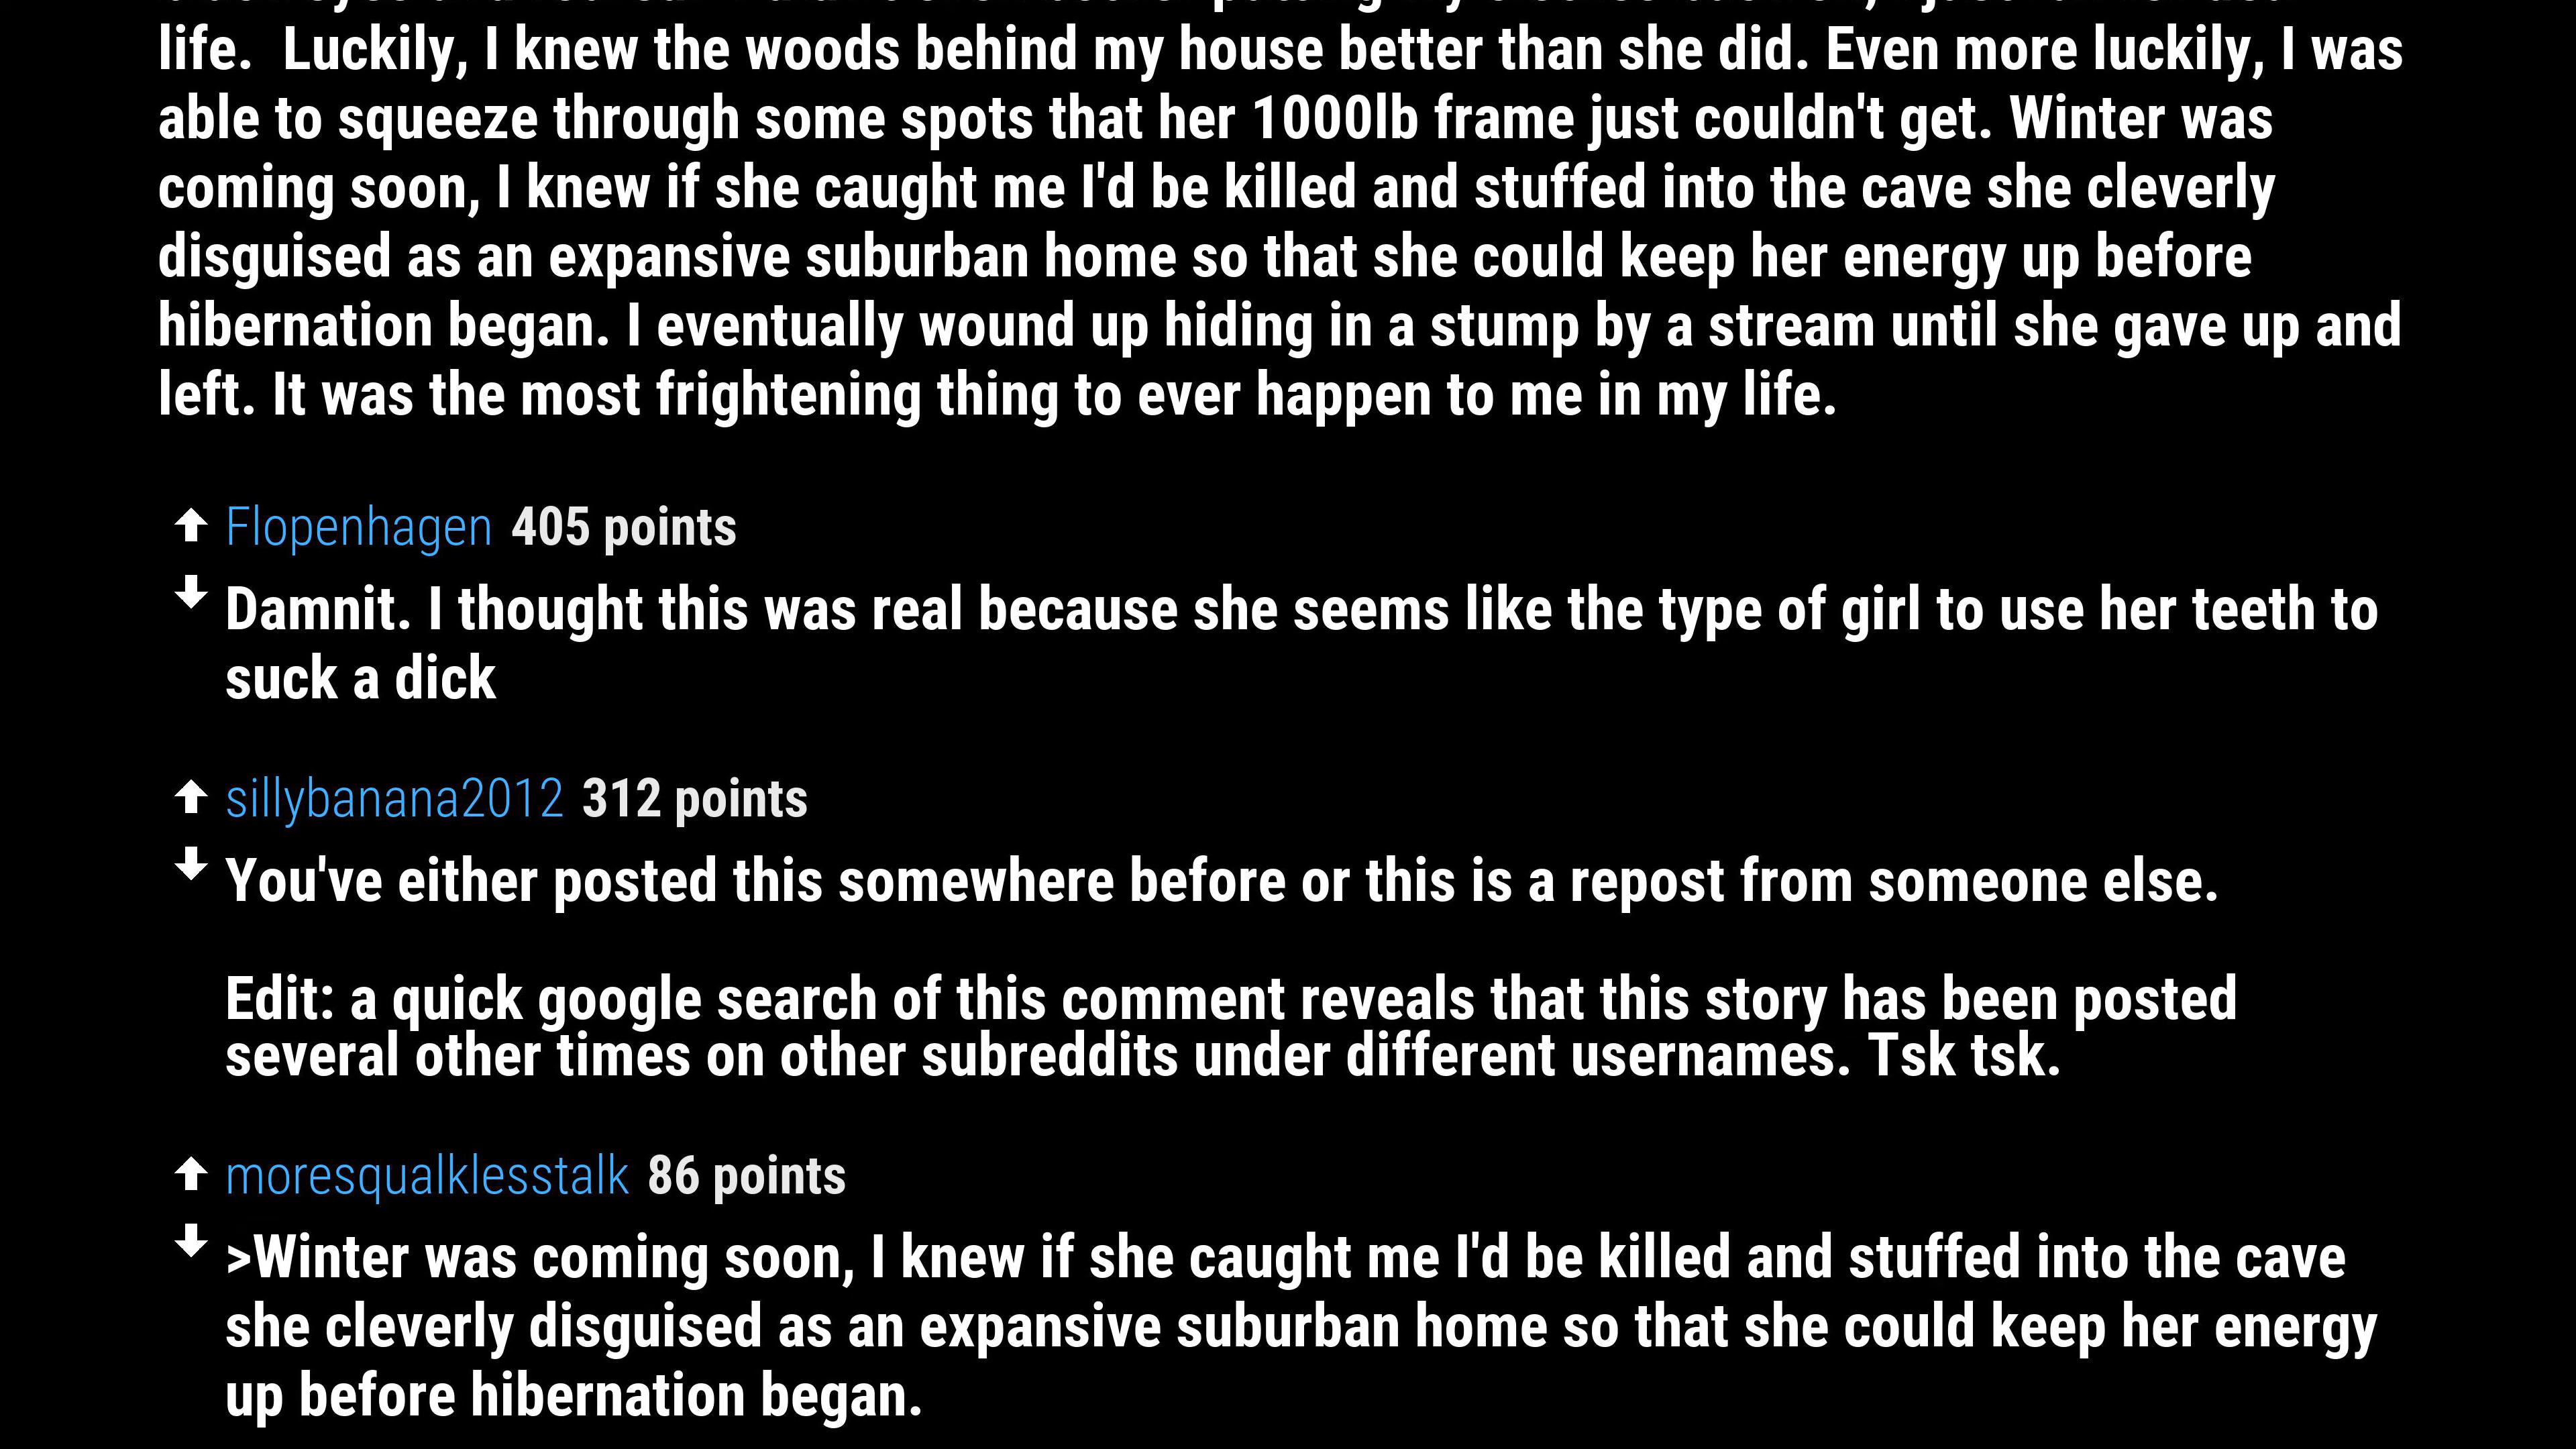 life.  Luckily, I knew the woods behind my house better than she did. Even more luckily, I was
able to squeeze through some spots that her 1000lb frame just couldn't get. Winter was
coming soon, I knew if she caught me I'd be killed and stuffed into the cave she cleverly
disguised as an expansive suburban home so that she could keep her energy up before
hibernation began. I eventually wound up hiding in a stump by a stream until she gave up and
left. It was the most frightening thing to ever happen to me in my life.
Flopenhagen 405 points
Damnit. I thought this was real because she seems like the type of girl to use her teeth to
suck a dick
sillybanana2012 312 points
You've either posted this somewhere before or this is a repost from someone else.
Edit: a quick google search of this comment reveals that this story has been posted
several other times on other subreddits under different usernames. Tsk tsk.
moresqualklesstalk 86 points
>Winter was coming soon, I knew if she caught me I'd be killed and stuffed into the cave
she cleverly disguised as an expansive suburban home so that she could keep her energy
up before hibernation began.